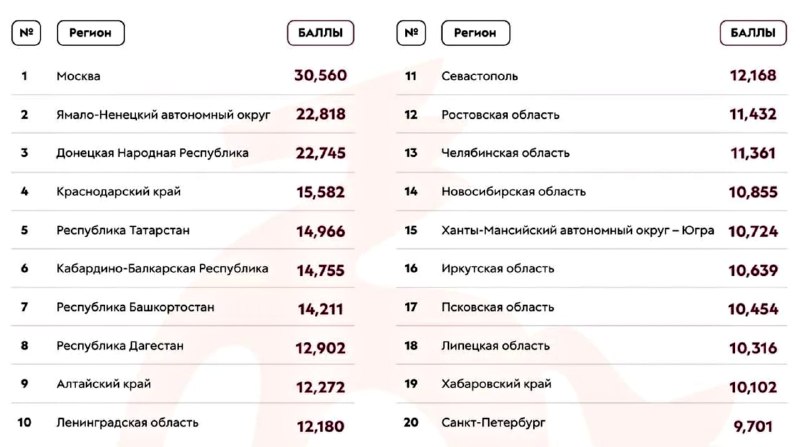 № Регион БАЛЛЫ
1 Москва 30,560
2 Ямало-Ненецкий автономный округ 22,818
3 Донецкая Народная Республика 22,745
4 Краснодарский край 15,582
5 Республика Татарстан 14,966
6 Кабардино-Балкарская Республика 14,755
7 Республика Башкортостан 14,211
8 Республика Дагестан 12,902
9 Алтайский край 12,272
10 Ленинградская область 12,180
№ Регион БАЛЛЫ
11 Севастополь 12,168
12 Ростовская область 11,432
13 Челябинская область 11,361
14 Новосибирская область 10,855
15 Ханты-Мансийский автономный округ – Югра 10,724
16 Иркутская область 10,639
17 Псковская область 10,454
18 Липецкая область 10,316
19 Хабаровский край 10,102
20 Санкт-Петербург 9,701